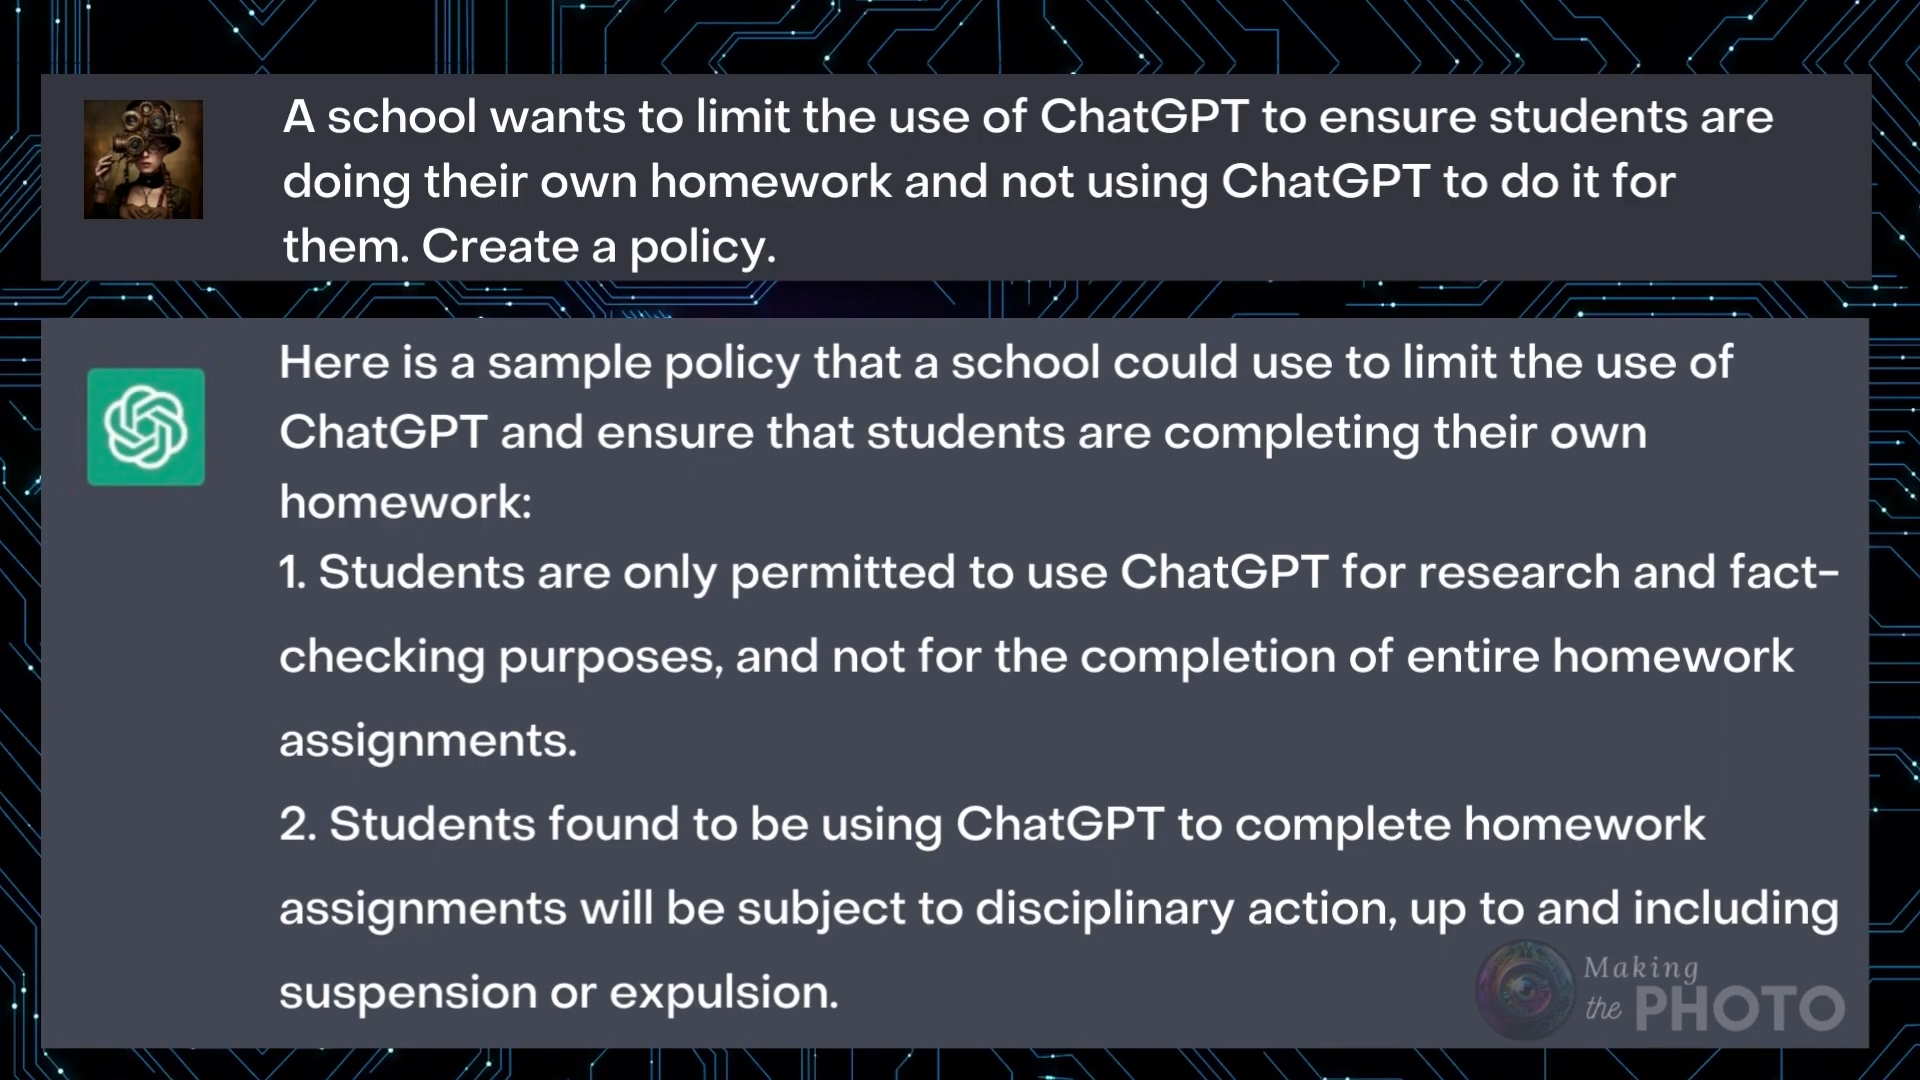 A school wants to limit the use of ChatGPT to ensure students are
doing their own homework and not using ChatGPT to do it for
them. Create a policy.
Here is a sample policy that a school could use to limit the use of
ChatGPT and ensure that students are completing their own
homework:
1. Students are only permitted to use ChatGPT for research and fact-
checking purposes, and not for the completion of entire homework
assignments.
2. Students found to be using ChatGPT to complete homework
assignments will be subject to disciplinary action, up to and including
suspension or expulsion.
Making
the PHOTO